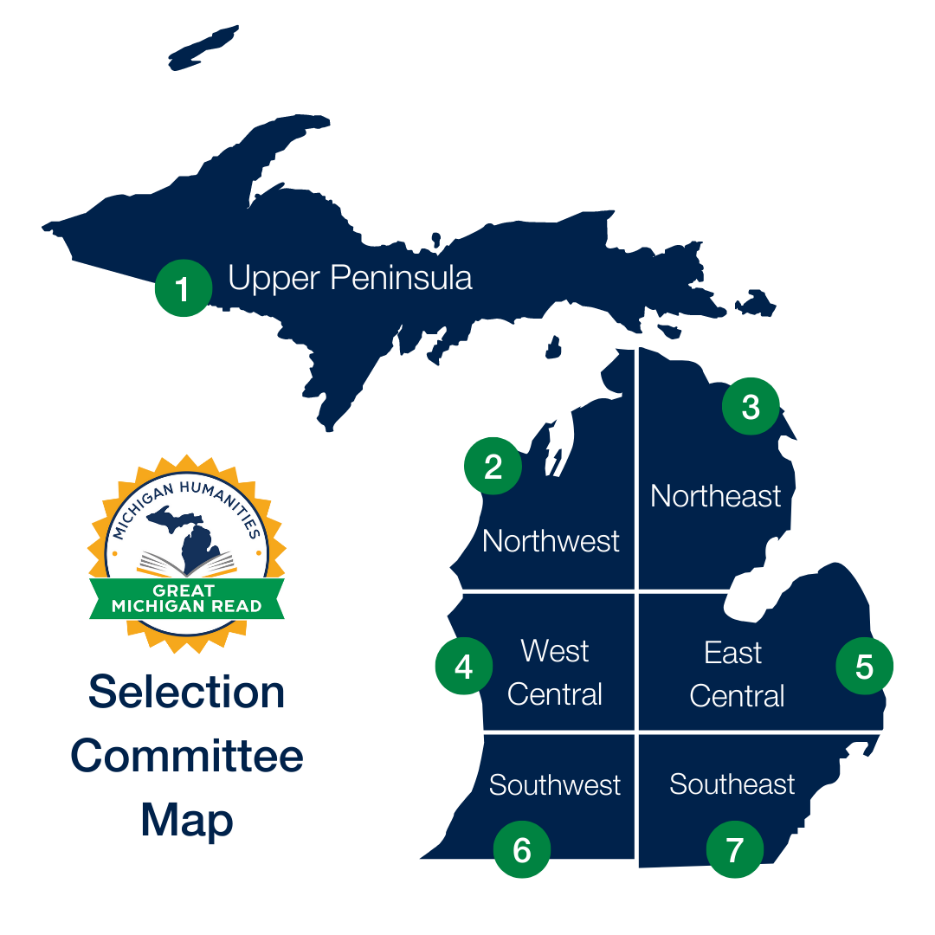 1
Upper Peninsula
2
Northwest
3
Northeast
4
West
Central
5
East
Central
6
Southwest
7
Southeast
MICHIGAN HUMANITIES
GREAT
MICHIGAN READ
Selection
Committee
Map